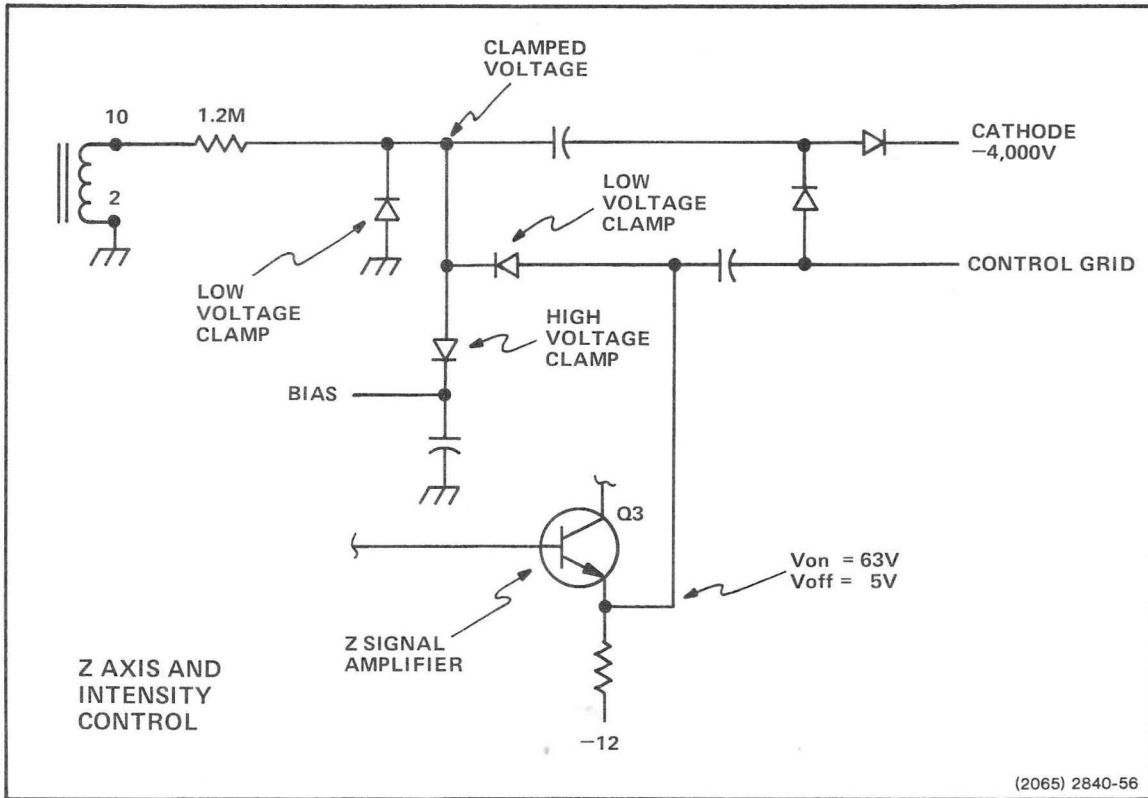 CLAMPED
VOLTAGE
10
1.2M
CATHODE
−4,000V
2
LOW
VOLTAGE
CLAMP
CONTROL GRID
LOW
VOLTAGE
CLAMP
HIGH
VOLTAGE
CLAMP
BIAS
Q3
Von = 63V
Voff = 5V
Z SIGNAL
AMPLIFIER
Z AXIS AND
INTENSITY
CONTROL
−12
(2065) 2840-56